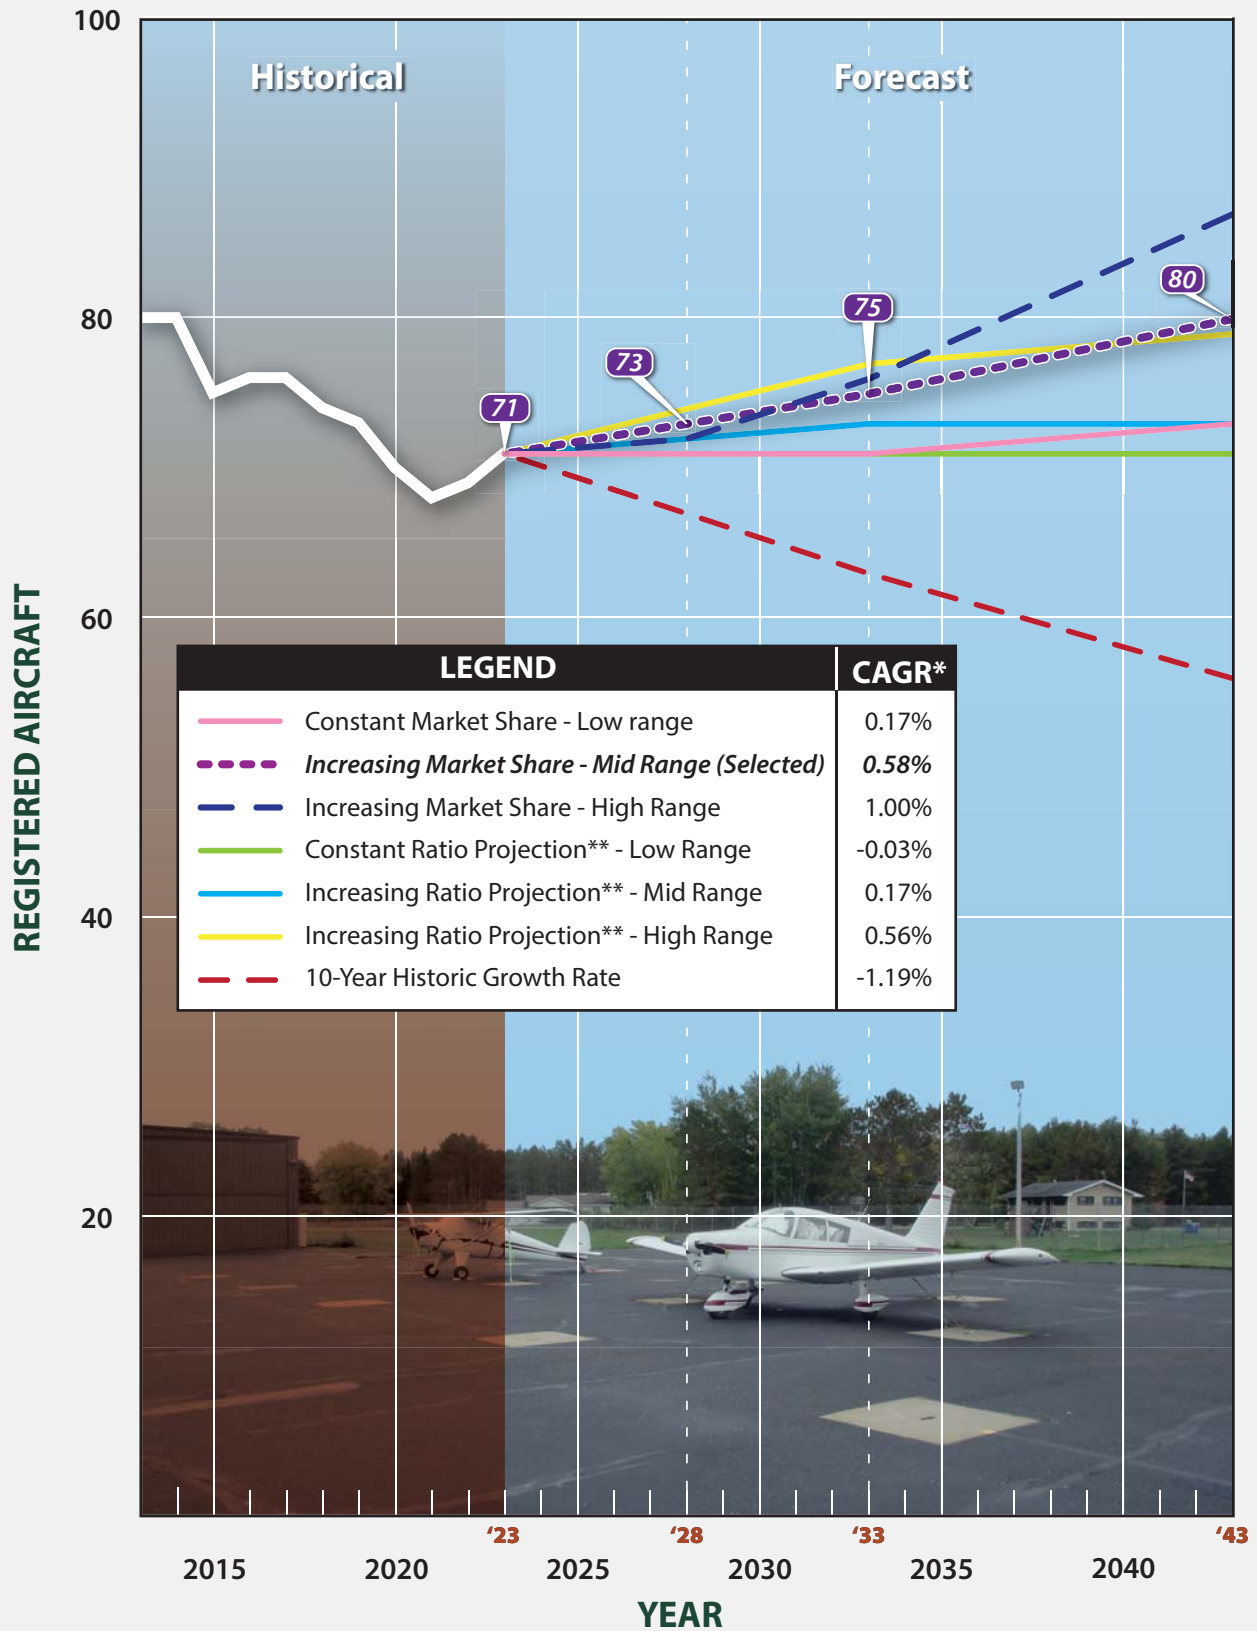 100
Historical
Forecast
80
80
75
73
71
60
REGISTERED AIRCRAFT
LEGEND CAGR*
Constant Market Share - Low range 0.17%
Increasing Market Share - Mid Range (Selected) 0.58%
Increasing Market Share - High Range 1.00%
Constant Ratio Projection** - Low Range -0.03%
Increasing Ratio Projection** - Mid Range 0.17%
Increasing Ratio Projection** - High Range 0.56%
10-Year Historic Growth Rate -1.19%
40
20
‘23 ‘28 ‘33 ‘43
2015 2020 2025 2030 2035 2040
YEAR